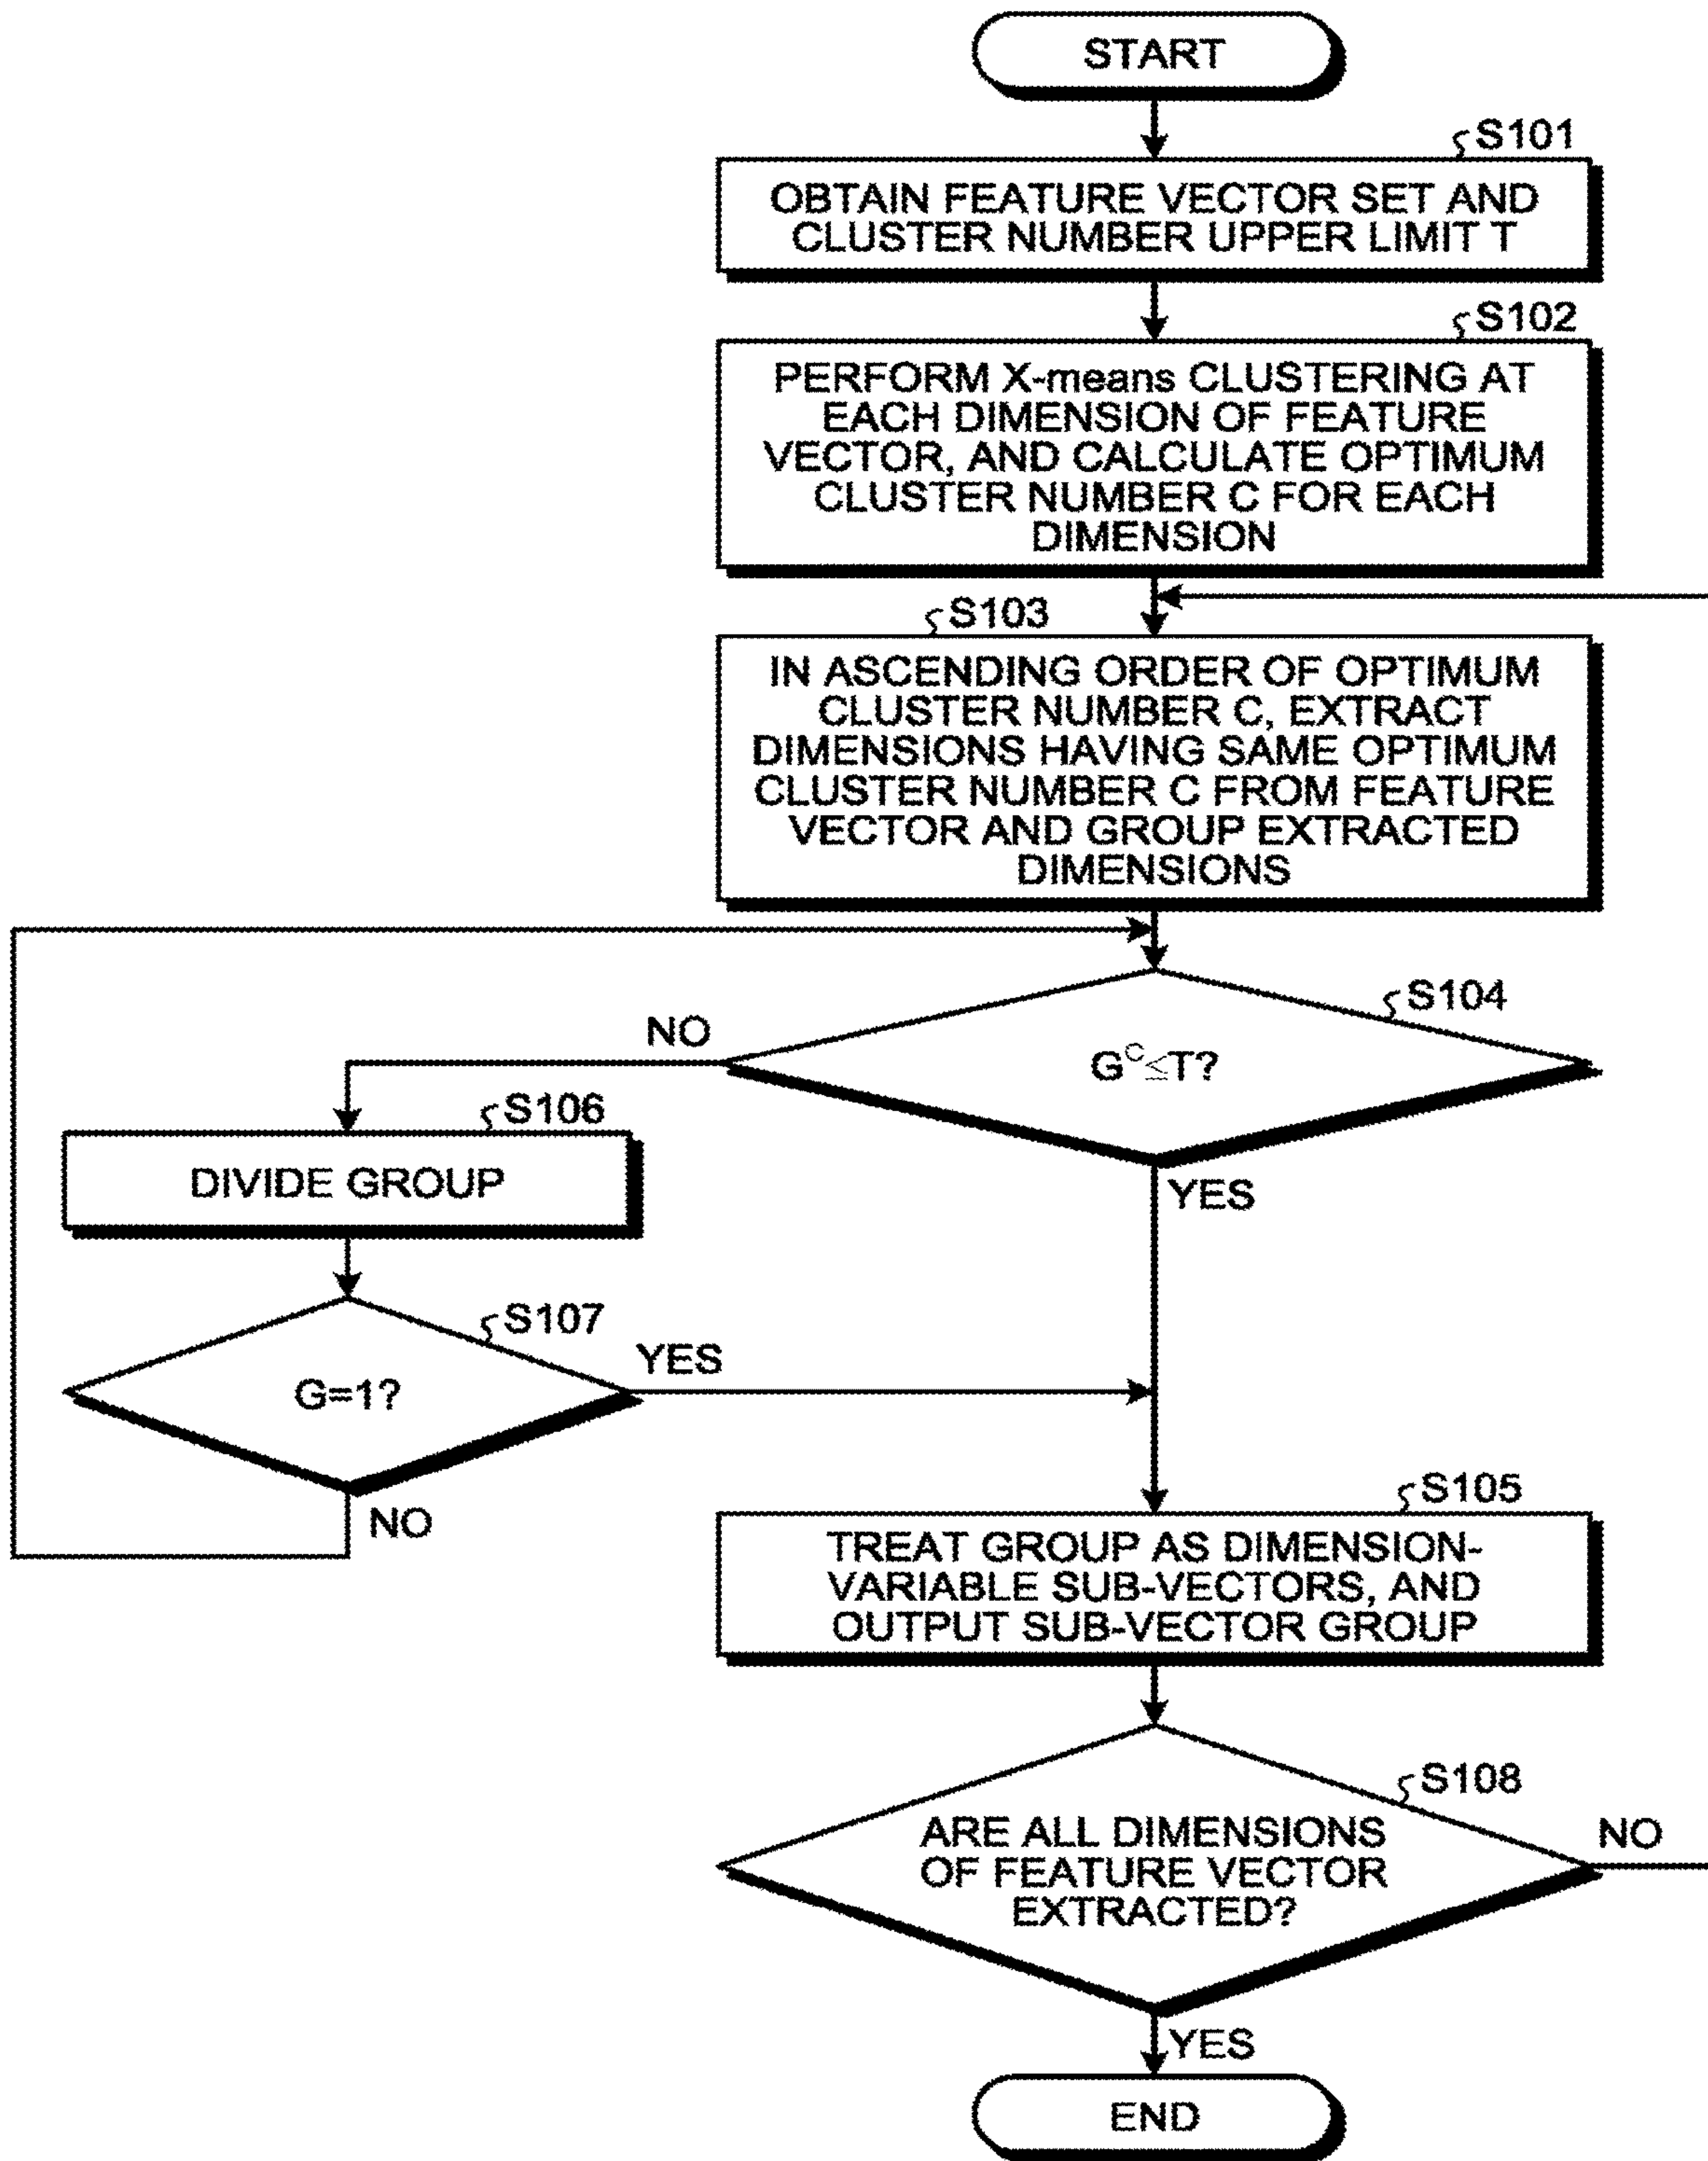 START
S101
OBTAIN FEATURE VECTOR SET AND
CLUSTER NUMBER UPPER LIMIT T
S102
PERFORM X-means CLUSTERING AT
EACH DIMENSION OF FEATURE
VECTOR, AND CALCULATE OPTIMUM
CLUSTER NUMBER C FOR EACH
DIMENSION
S103
IN ASCENDING ORDER OF OPTIMUM
CLUSTER NUMBER C, EXTRACT
DIMENSIONS HAVING SAME OPTIMUM
CLUSTER NUMBER C FROM FEATURE
VECTOR AND GROUP EXTRACTED
DIMENSIONS
S104
NO
G^C≦T?
YES
S106
DIVIDE GROUP
S107
YES
G=1?
NO
S105
TREAT GROUP AS DIMENSION-
VARIABLE SUB-VECTORS, AND
OUTPUT SUB-VECTOR GROUP
S108
ARE ALL DIMENSIONS
OF FEATURE VECTOR
EXTRACTED?
NO
YES
END